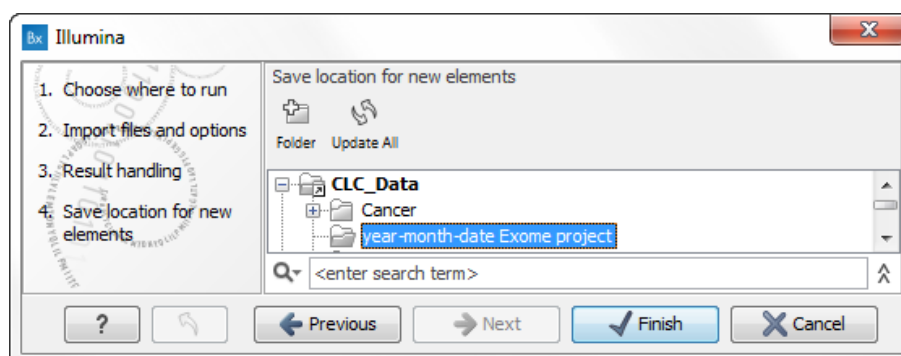 Bx Illumina
1. Choose where to run
2. Import files and options
3. Result handling
4. Save location for new
elements
Save location for new elements
Folder Update All
CLC_Data
Cancer
year-month-date Exome project
<enter search term>
? Previous Next Finish Cancel